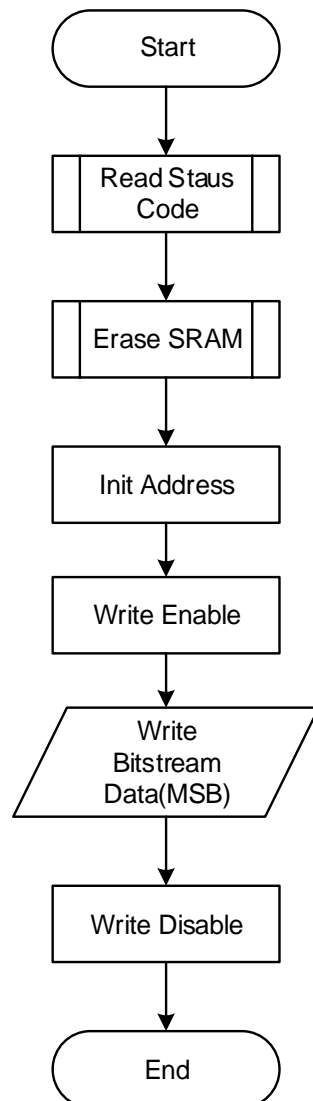 Start
Read Staus
Code
Erase SRAM
Init Address
Write Enable
Write
Bitstream
Data(MSB)
Write Disable
End